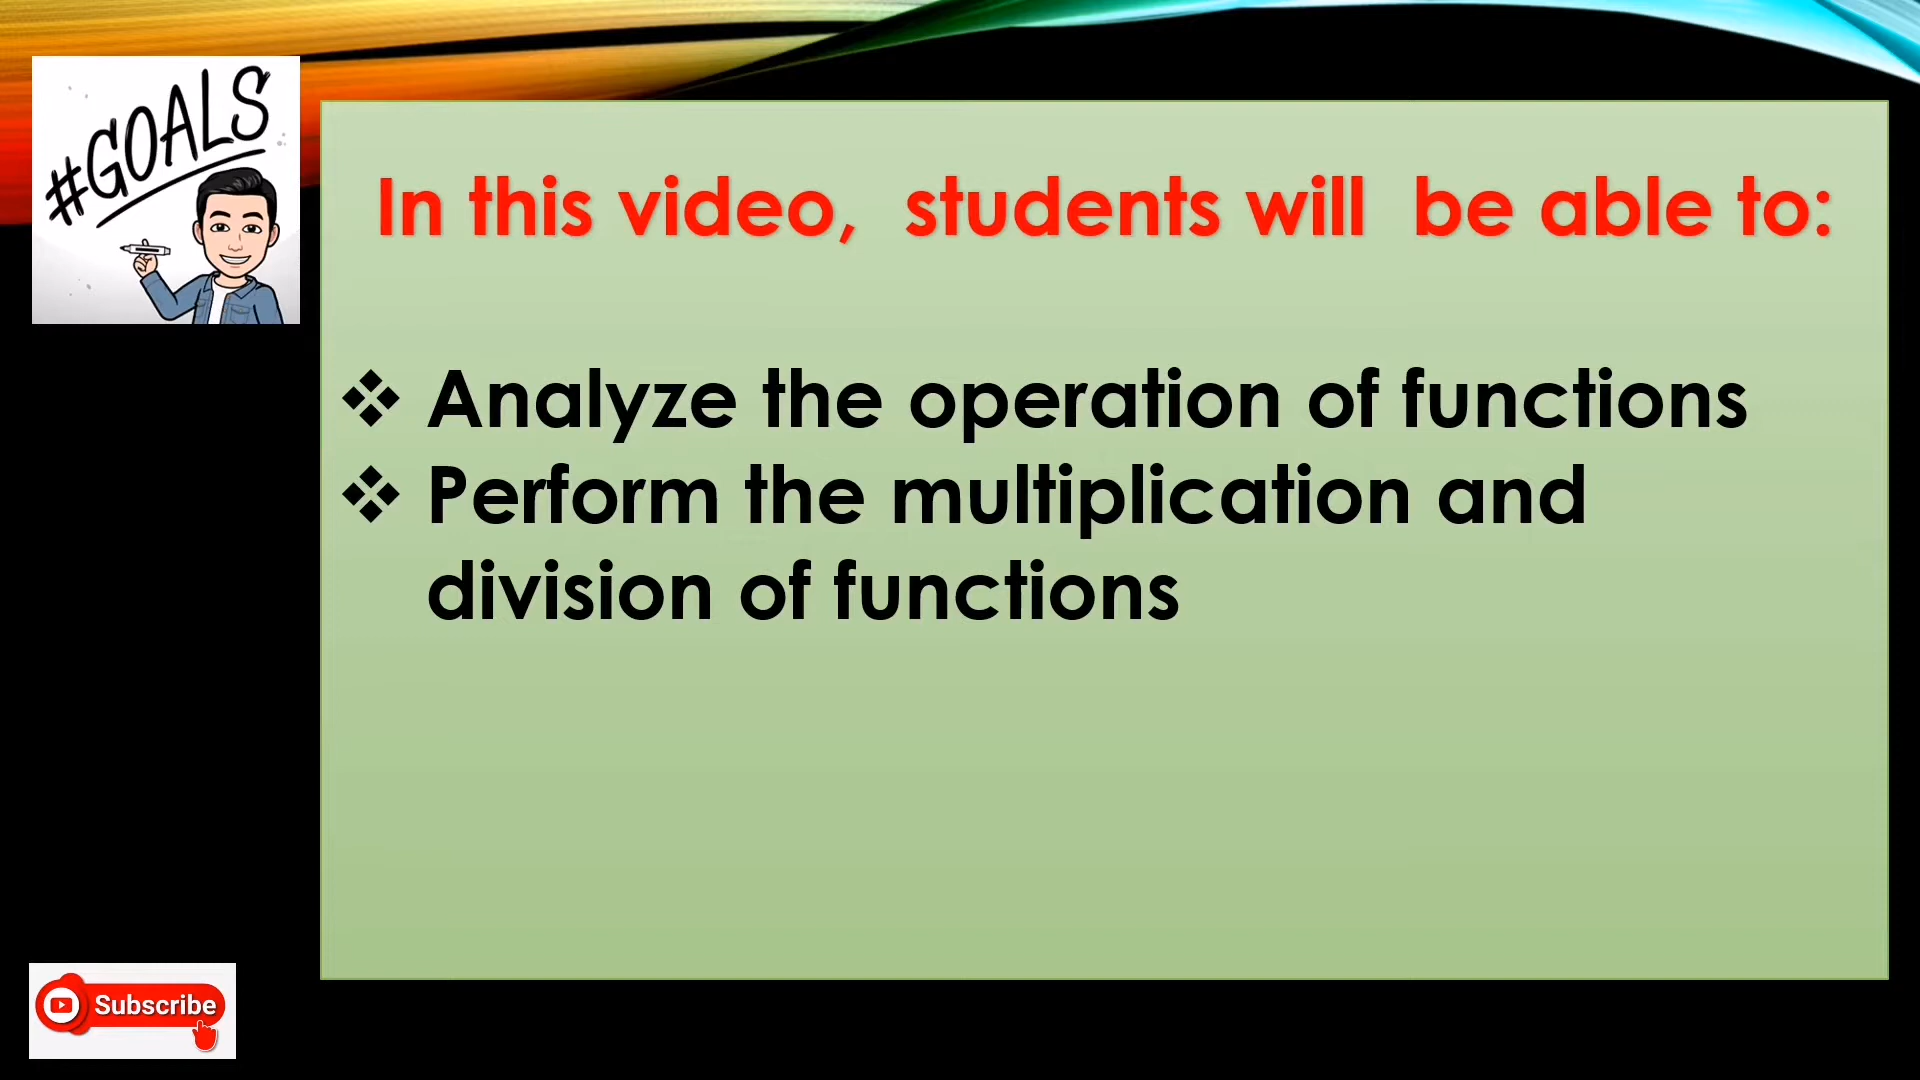 #GOALS
In this video, students will be able to:
❖ Analyze the operation of functions
❖ Perform the multiplication and
division of functions
Subscribe